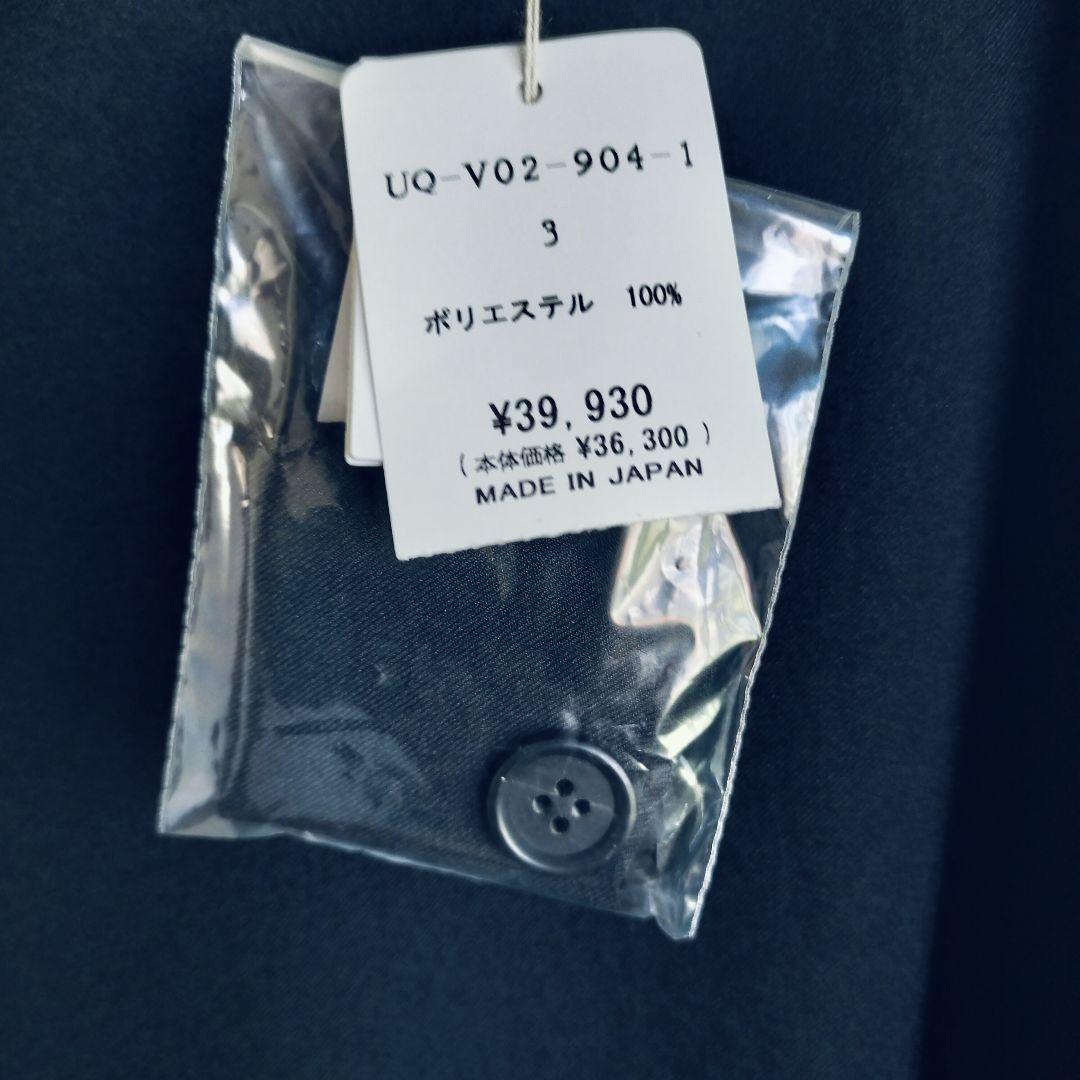 UQ-V02-904-1
3
ポリエステル 100%
¥39,930
(本体価格 ¥36,300)
MADE IN JAPAN